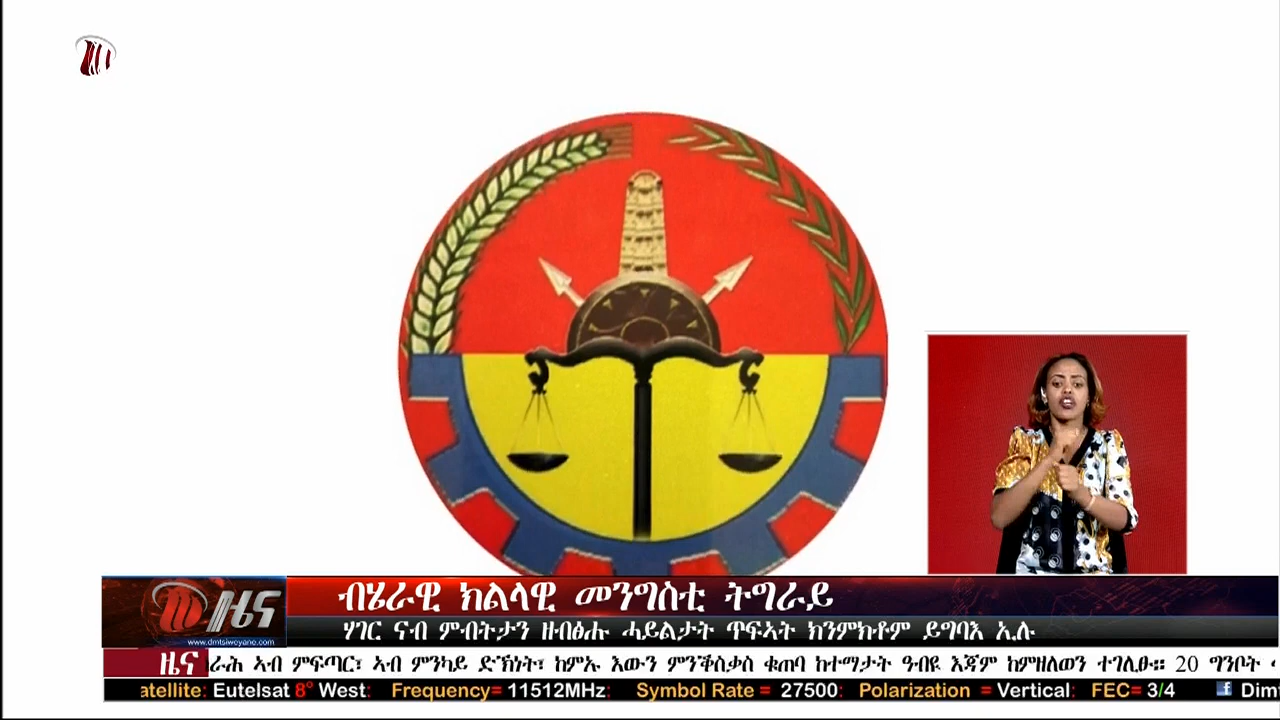 ብሄራዊ ክልላዊ መንግስቲ ትግራይ
ዜና
www.dmtsiweyane.com
ሃገር ናብ ምብትታን ዘብፅሑ ሓይልታት ጥፍኣት ክንምክቶም ይግባእ ኢሉ
ዜና ራሕ ኣብ ምፍጣር፣ ኣብ ምንካይ ድኽነት፣ ከምኡ እውን ምንቕስቃስ ቁጠባ ከተማታት ዓብዩ እጃም ከምዘለወን ተገሊፁ። 20 ግንቦት
atellite: Eutelsat 8° West: Frequency= 11512MHz: Symbol Rate = 27500: Polarization = Vertical: FEC= 3/4 Dim